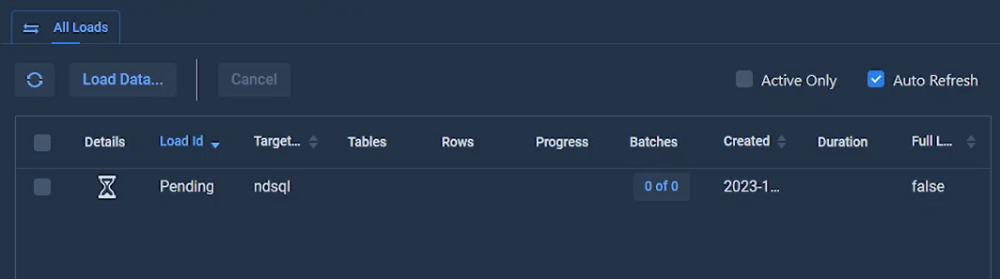 All Loads
Load Data... Cancel Active Only Auto Refresh
Details Load Id Target... Tables Rows Progress Batches Created Duration Full L...
Pending ndsql 0 of 0 2023-1... false